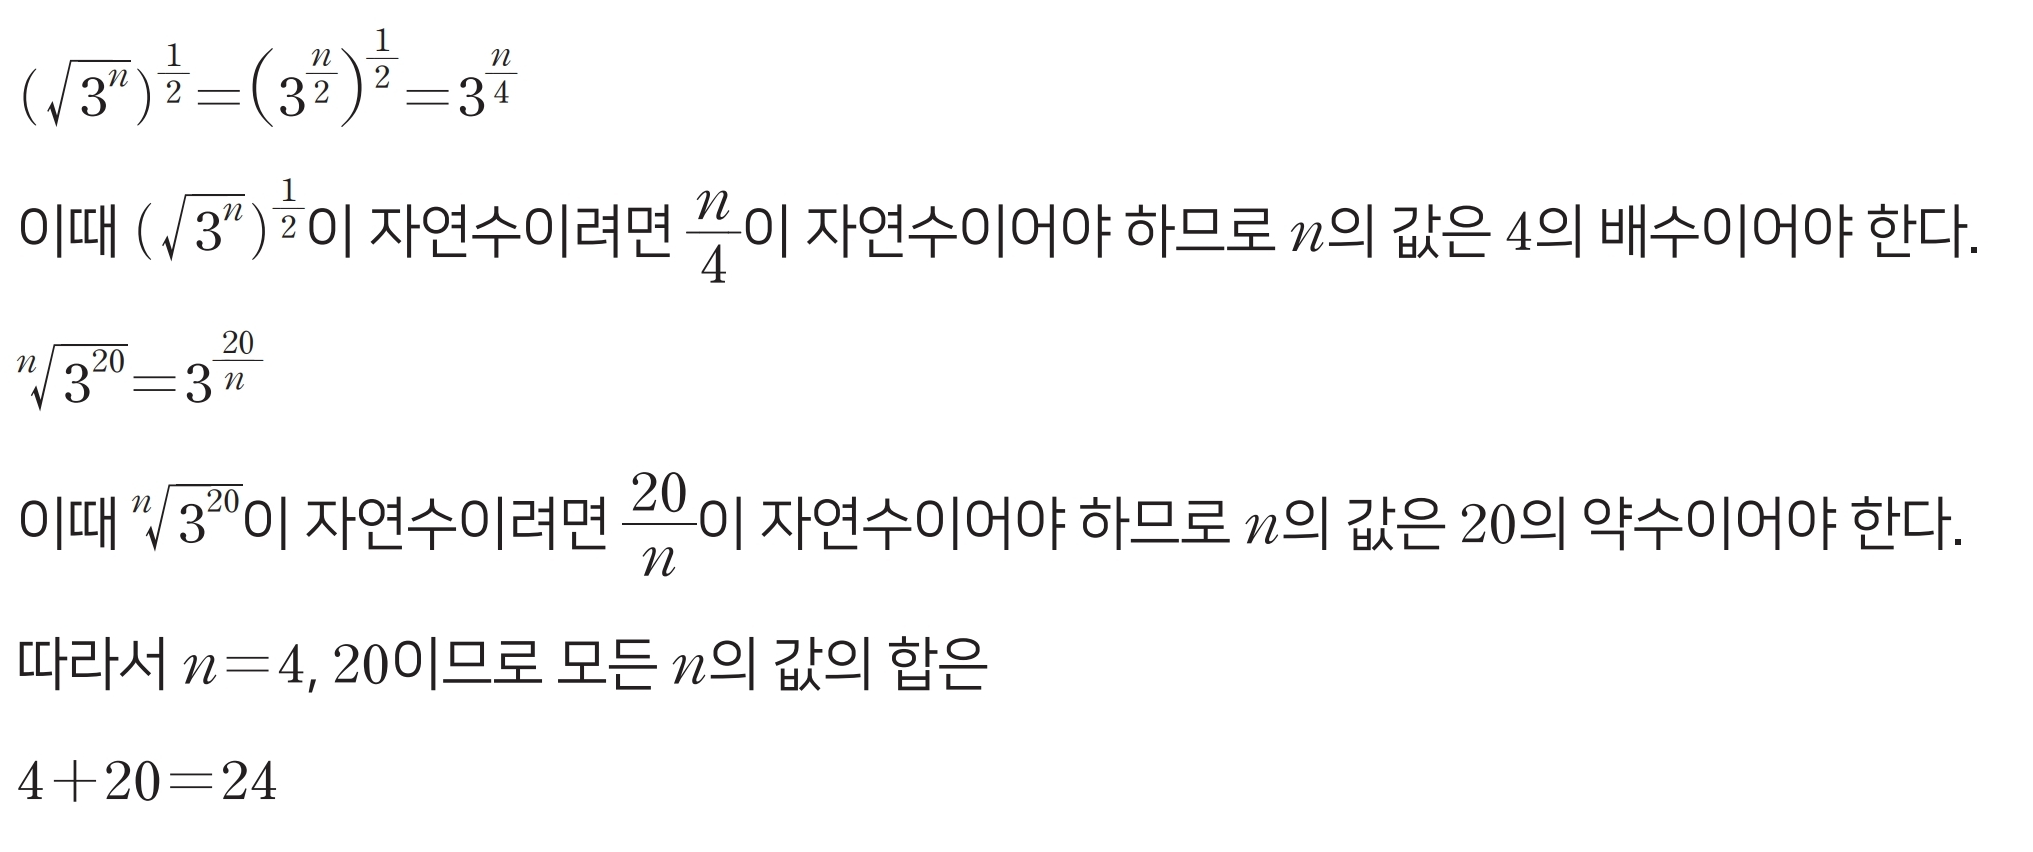 $(\sqrt{3^n})^{\frac{1}{2}}=\left(3^{\frac{n}{2}}\right)^{\frac{1}{2}}=3^{\frac{n}{4}}$
이때 $(\sqrt{3^n})^{\frac{1}{2}}$이 자연수이려면 $\frac{n}{4}$이 자연수이어야 하므로 $n$의 값은 4의 배수이어야 한다.
$\sqrt[n]{3^{20}}=3^{\frac{20}{n}}$
이때 $\sqrt[n]{3^{20}}$이 자연수이려면 $\frac{20}{n}$이 자연수이어야 하므로 $n$의 값은 20의 약수이어야 한다.
따라서 $n=4, 20$이므로 모든 $n$의 값의 합은
$4+20=24$